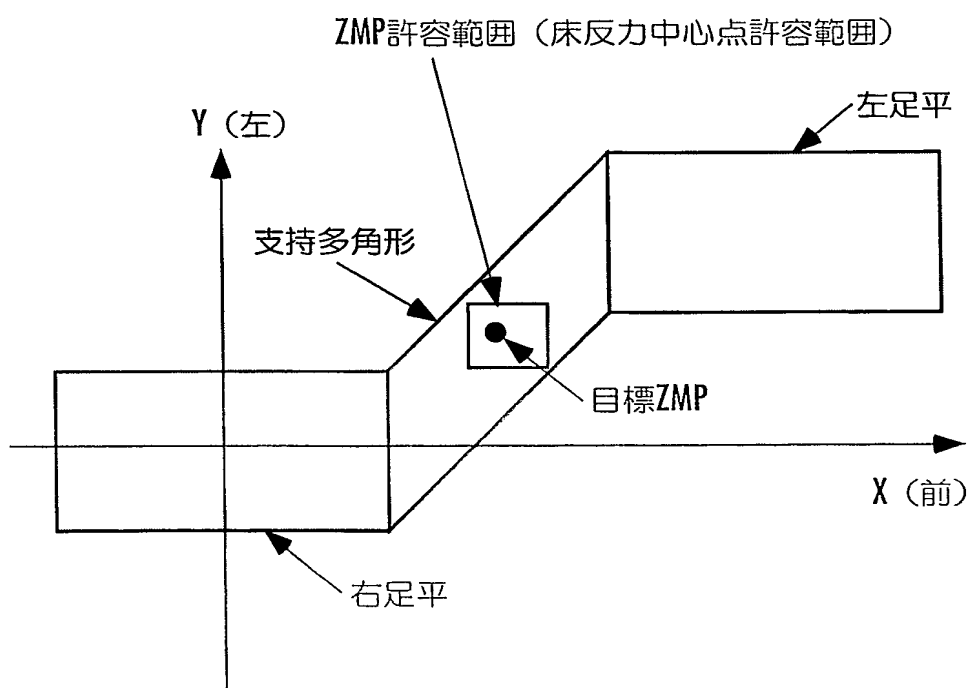 ZMP許容範囲（床反力中心点許容範囲）
左足平
Y（左）
支持多角形
目標ZMP
X（前）
右足平